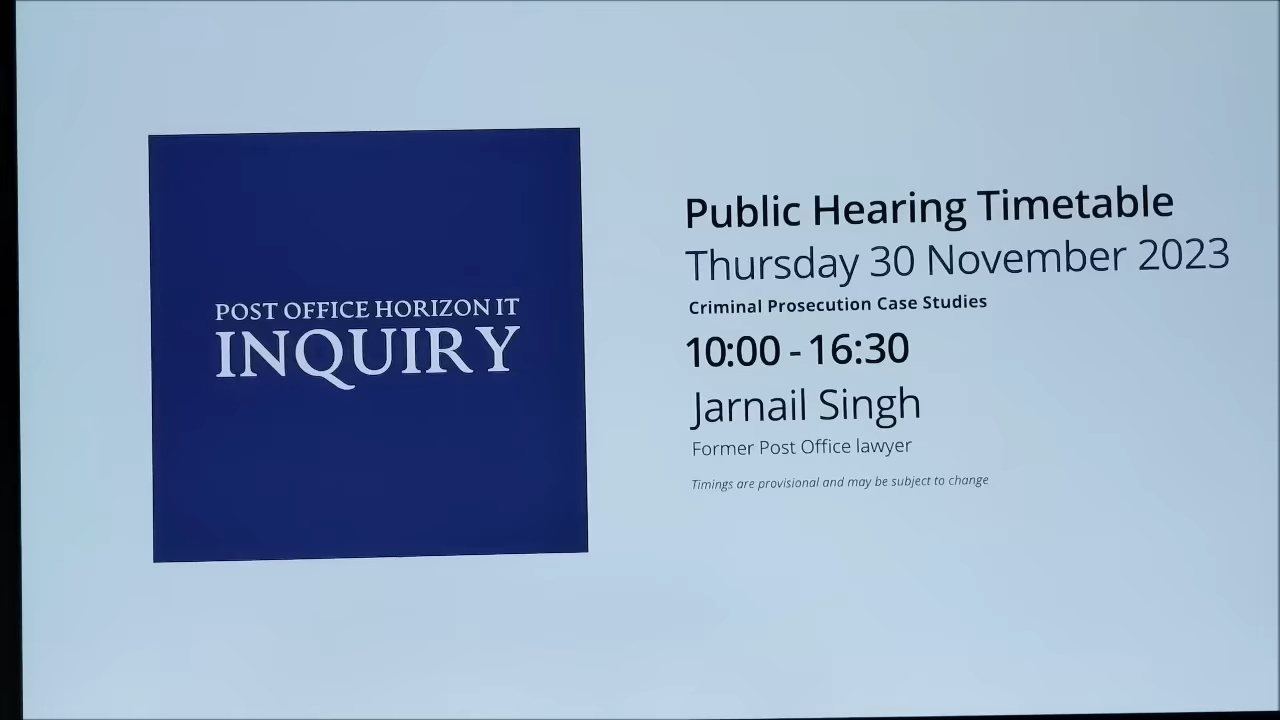 POST OFFICE HORIZON IT
INQUIRY
Public Hearing Timetable
Thursday 30 November 2023
Criminal Prosecution Case Studies
10:00 - 16:30
Jarnail Singh
Former Post Office lawyer
Timings are provisional and may be subject to change